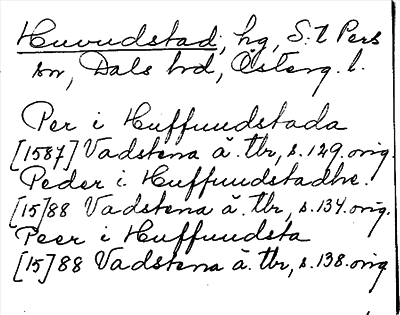 Huvudstad, hg, S:t Pers
sn, Dals hd, Österg. l.
Per i Huffuudstada
[1587] Vadstena ä. tbr, s. 129. orig.
Peder i Huffuudstadhe.
[15]88 Vadstena ä. tbr, s. 134. orig.
Peer i Huffuudsta
[15]88 Vadstena ä. tbr, s. 138. orig